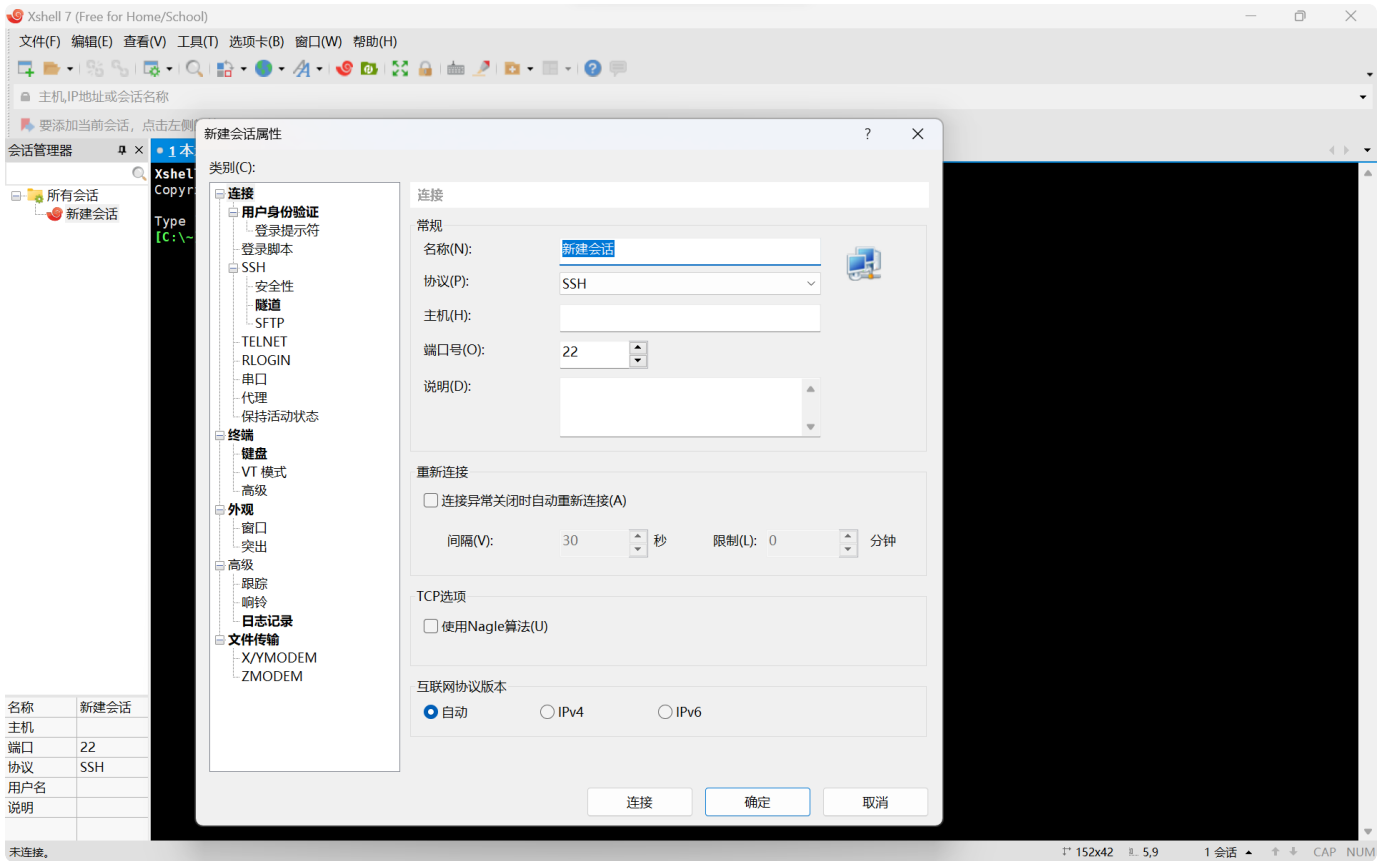 Xshell 7 (Free for Home/School)
文件(F) 编辑(E) 查看(V) 工具(T) 选项卡(B) 窗口(W) 帮助(H)
主机,IP地址或会话名称
要添加当前会话，点击左侧
会话管理器
1 本
所有会话
新建会话
Xshel
Copyr
Type
[C:\~
新建会话属性
类别(C):
连接
用户身份验证
登录提示符
登录脚本
SSH
安全性
隧道
SFTP
TELNET
RLOGIN
串口
代理
保持活动状态
终端
键盘
VT 模式
高级
外观
窗口
突出
高级
跟踪
响铃
日志记录
文件传输
X/YMODEM
ZMODEM
连接
常规
名称(N): 新建会话
协议(P): SSH
主机(H):
端口号(O): 22
说明(D):
重新连接
连接异常关闭时自动重新连接(A)
间隔(V): 30 秒 限制(L): 0 分钟
TCP选项
使用Nagle算法(U)
互联网协议版本
自动 IPv4 IPv6
连接 确定 取消
名称 新建会话
主机
端口 22
协议 SSH
用户名
说明
未连接。 152x42 5,9 1 会话 CAP NUM